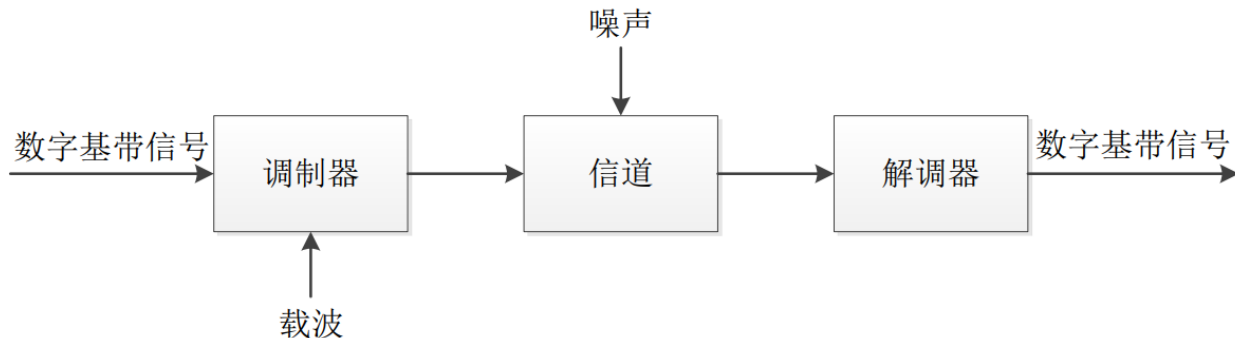 噪声
数字基带信号
调制器
信道
解调器
数字基带信号
载波